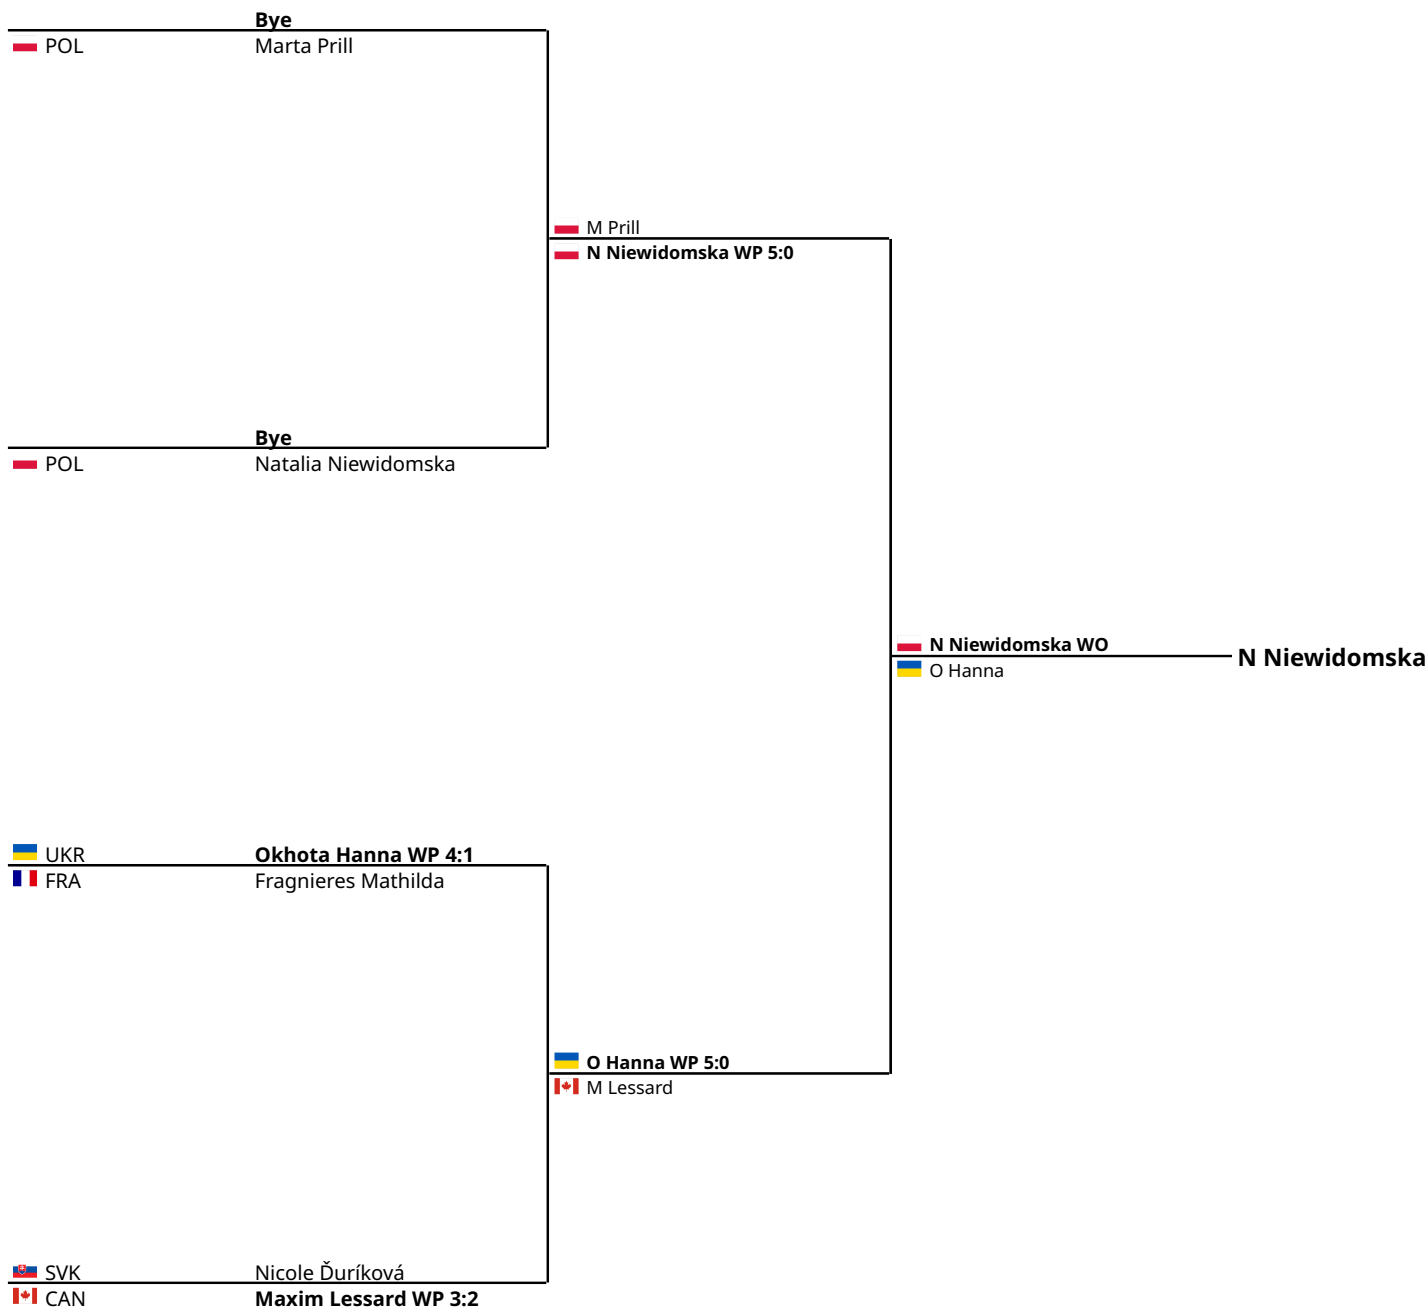 Bye
POL Marta Prill
M Prill
N Niewidomska WP 5:0
Bye
POL Natalia Niewidomska
N Niewidomska WO
O Hanna
N Niewidomska
UKR Okhota Hanna WP 4:1
FRA Fragnieres Mathilda
O Hanna WP 5:0
M Lessard
SVK Nicole Ďuríková
CAN Maxim Lessard WP 3:2